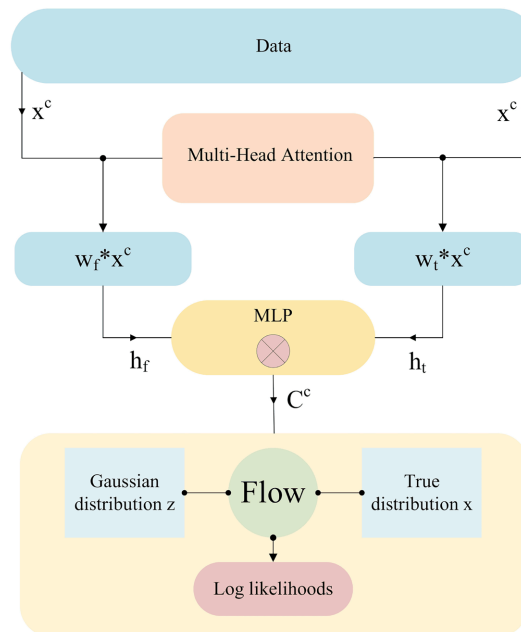 Data
x^c
x^c
Multi-Head Attention
w_f*x^c
w_t*x^c
MLP
h_f
h_t
C^c
Gaussian
distribution z
Flow
True
distribution x
Log likelihoods